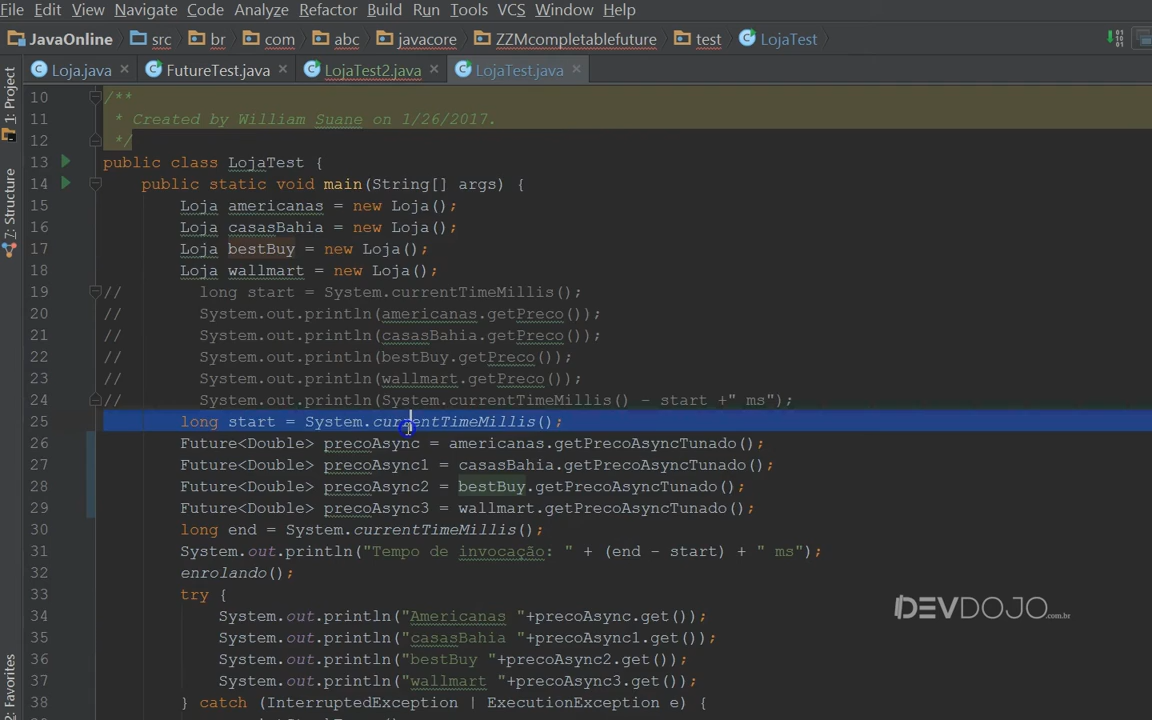 File Edit View Navigate Code Analyze Refactor Build Run Tools VCS Window Help
JavaOnline src br com abc javacore ZZMcompletablefuture test LojaTest
Loja.java FutureTest.java LojaTest2.java LojaTest.java
1: Project
7: Structure
2: Favorites
10 /**
11 * Created by William Suane on 1/26/2017.
12 */
13 public class LojaTest {
14 public static void main(String[] args) {
15 Loja americanas = new Loja();
16 Loja casasBahia = new Loja();
17 Loja bestBuy = new Loja();
18 Loja wallmart = new Loja();
19 // long start = System.currentTimeMillis();
20 // System.out.println(americanas.getPreco());
21 // System.out.println(casasBahia.getPreco());
22 // System.out.println(bestBuy.getPreco());
23 // System.out.println(wallmart.getPreco());
24 // System.out.println(System.currentTimeMillis() - start +" ms");
25 long start = System.currentTimeMillis();
26 Future<Double> precoAsync = americanas.getPrecoAsyncTunado();
27 Future<Double> precoAsync1 = casasBahia.getPrecoAsyncTunado();
28 Future<Double> precoAsync2 = bestBuy.getPrecoAsyncTunado();
29 Future<Double> precoAsync3 = wallmart.getPrecoAsyncTunado();
30 long end = System.currentTimeMillis();
31 System.out.println("Tempo de invocação: " + (end - start) + " ms");
32 enrolando();
33 try {
34 System.out.println("Americanas "+precoAsync.get());
35 System.out.println("casasBahia "+precoAsync1.get());
36 System.out.println("bestBuy "+precoAsync2.get());
37 System.out.println("wallmart "+precoAsync3.get());
38 } catch (InterruptedException | ExecutionException e) {
DEVDOJO.com.br